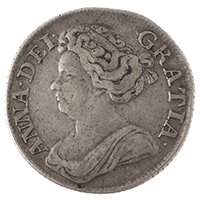 ANNA · DEI ·
GRATIA ·